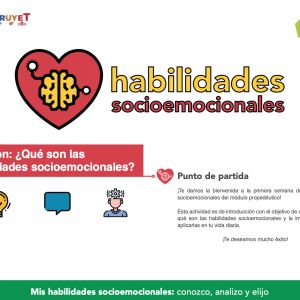 RUYET
habilidades
socioemocionales
ón: ¿Qué son las
dades socioemocionales?
Punto de partida
¡Te damos la bienvenida a la primera semana de
socioemocionales del módulo propedéutico!
Esta actividad es de introducción con el objetivo de
qué son las habilidades socioemocionales y la im
aplicarlas en tu vida diaria.
¡Te deseamos mucho éxito!
Mis habilidades socioemocionales: conozco, analizo y elijo